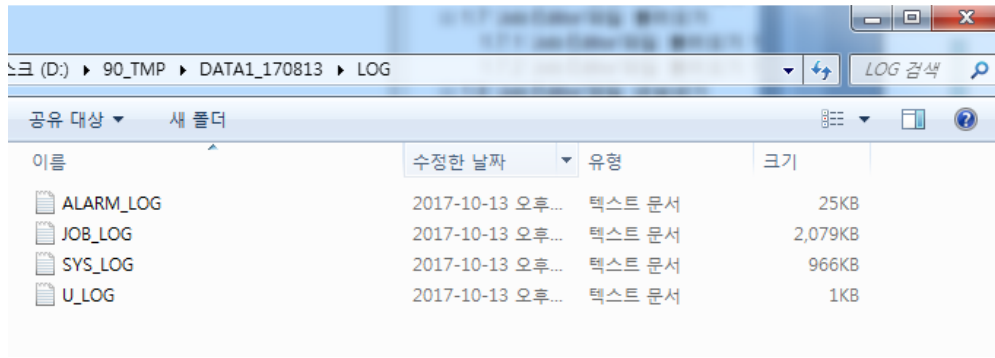 스크 (D:) ▸ 90_TMP ▸ DATA1_170813 ▸ LOG LOG 검색
공유 대상 새 폴더
이름 수정한 날짜 유형 크기
ALARM_LOG 2017-10-13 오후... 텍스트 문서 25KB
JOB_LOG 2017-10-13 오후... 텍스트 문서 2,079KB
SYS_LOG 2017-10-13 오후... 텍스트 문서 966KB
U_LOG 2017-10-13 오후... 텍스트 문서 1KB